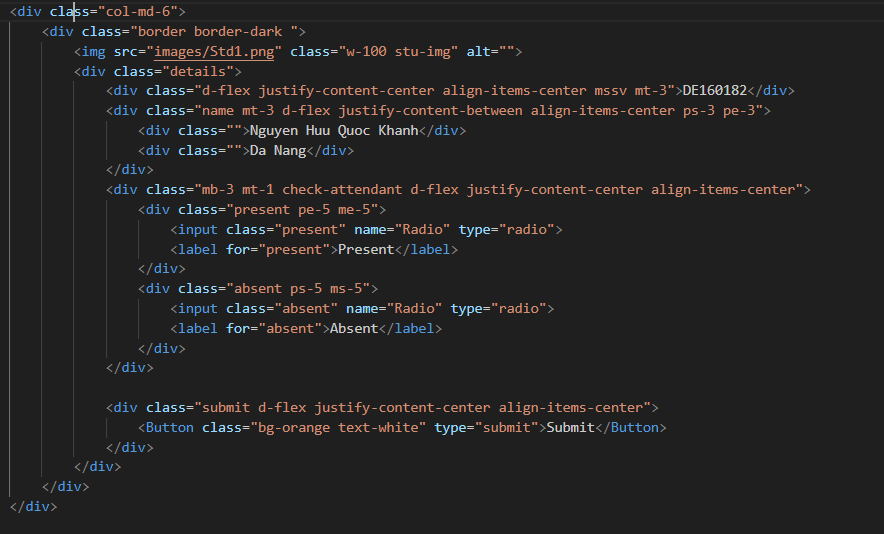 <div class="col-md-6">
    <div class="border border-dark ">
        <img src="images/Std1.png" class="w-100 stu-img" alt="">
        <div class="details">
            <div class="d-flex justify-content-center align-items-center mssv mt-3">DE160182</div>
            <div class="name mt-3 d-flex justify-content-between align-items-center ps-3 pe-3">
                <div class="">Nguyen Huu Quoc Khanh</div>
                <div class="">Da Nang</div>
            </div>
            <div class="mb-3 mt-1 check-attendant d-flex justify-content-center align-items-center">
                <div class="present pe-5 me-5">
                    <input class="present" name="Radio" type="radio">
                    <label for="present">Present</label>
                </div>
                <div class="absent ps-5 ms-5">
                    <input class="absent" name="Radio" type="radio">
                    <label for="absent">Absent</label>
                </div>
            </div>

            <div class="submit d-flex justify-content-center align-items-center">
                <Button class="bg-orange text-white" type="submit">Submit</Button>
            </div>
        </div>
    </div>
</div>